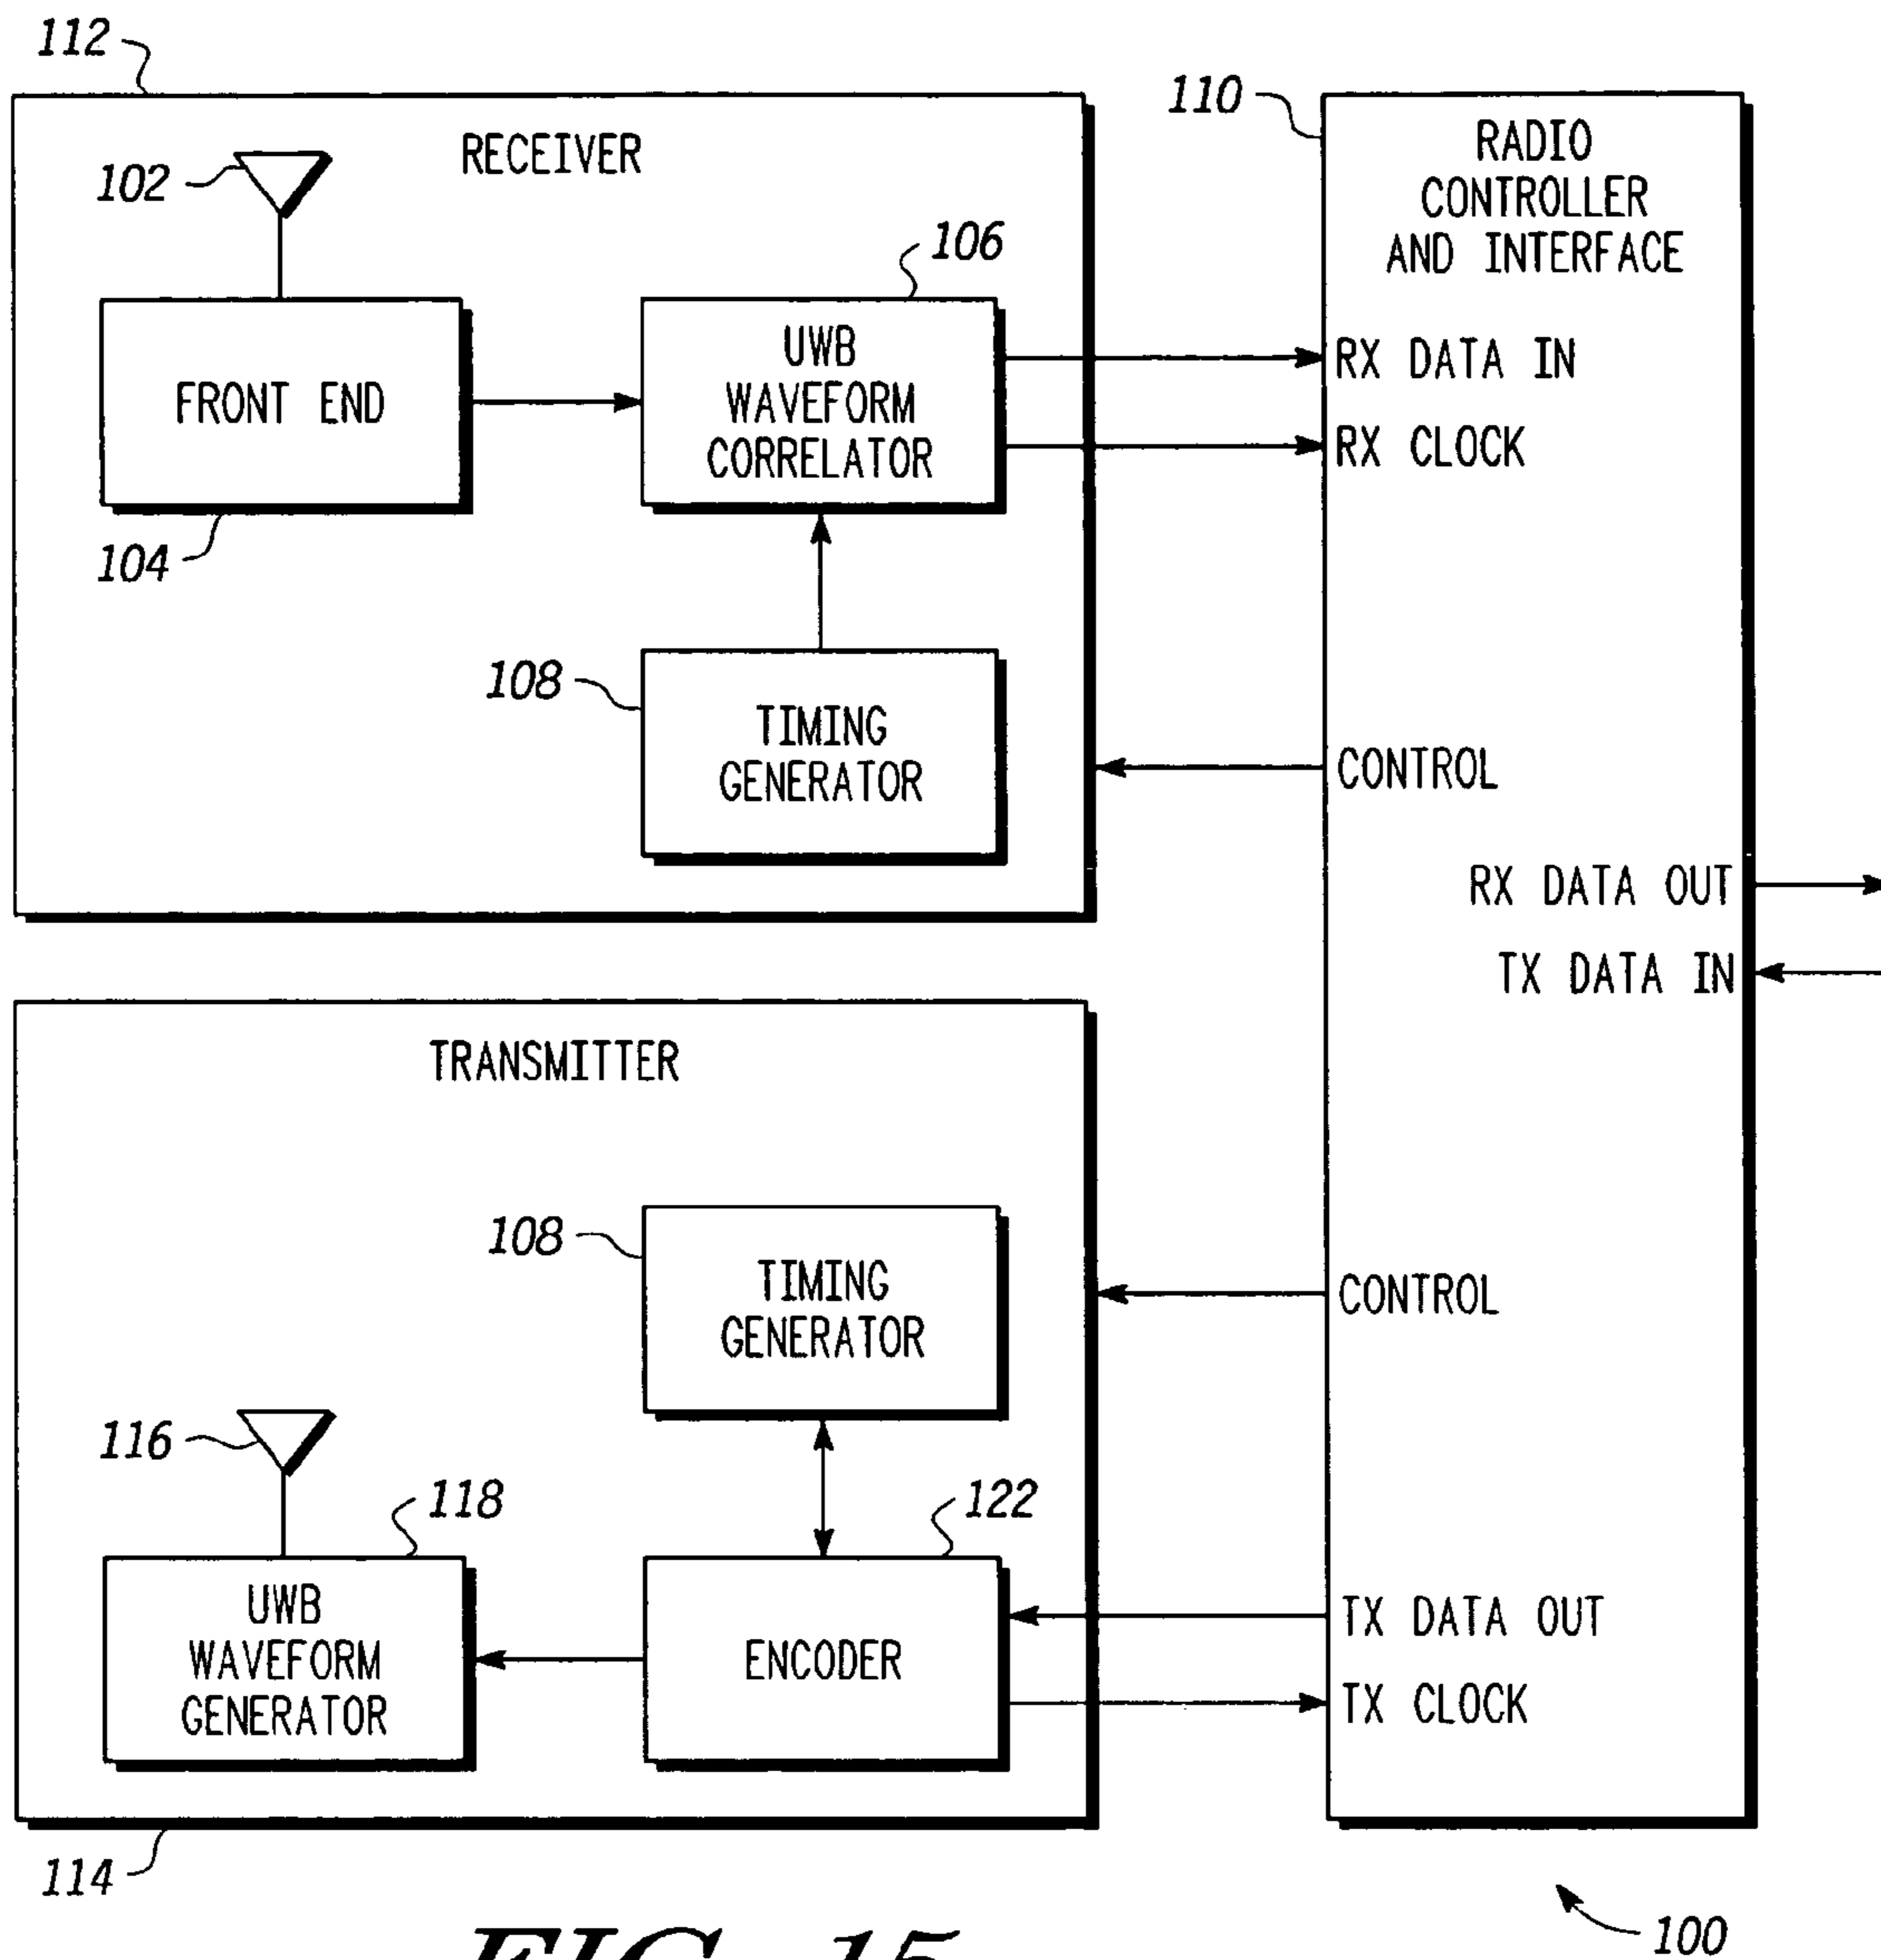 112
110
RECEIVER
RADIO
CONTROLLER
AND INTERFACE
102
106
FRONT END
UWB
WAVEFORM
CORRELATOR
RX DATA IN
RX CLOCK
104
108
TIMING
GENERATOR
CONTROL
RX DATA OUT
TX DATA IN
TRANSMITTER
108
TIMING
GENERATOR
CONTROL
116
118
122
UWB
WAVEFORM
GENERATOR
ENCODER
TX DATA OUT
TX CLOCK
114
100
FIG. 15